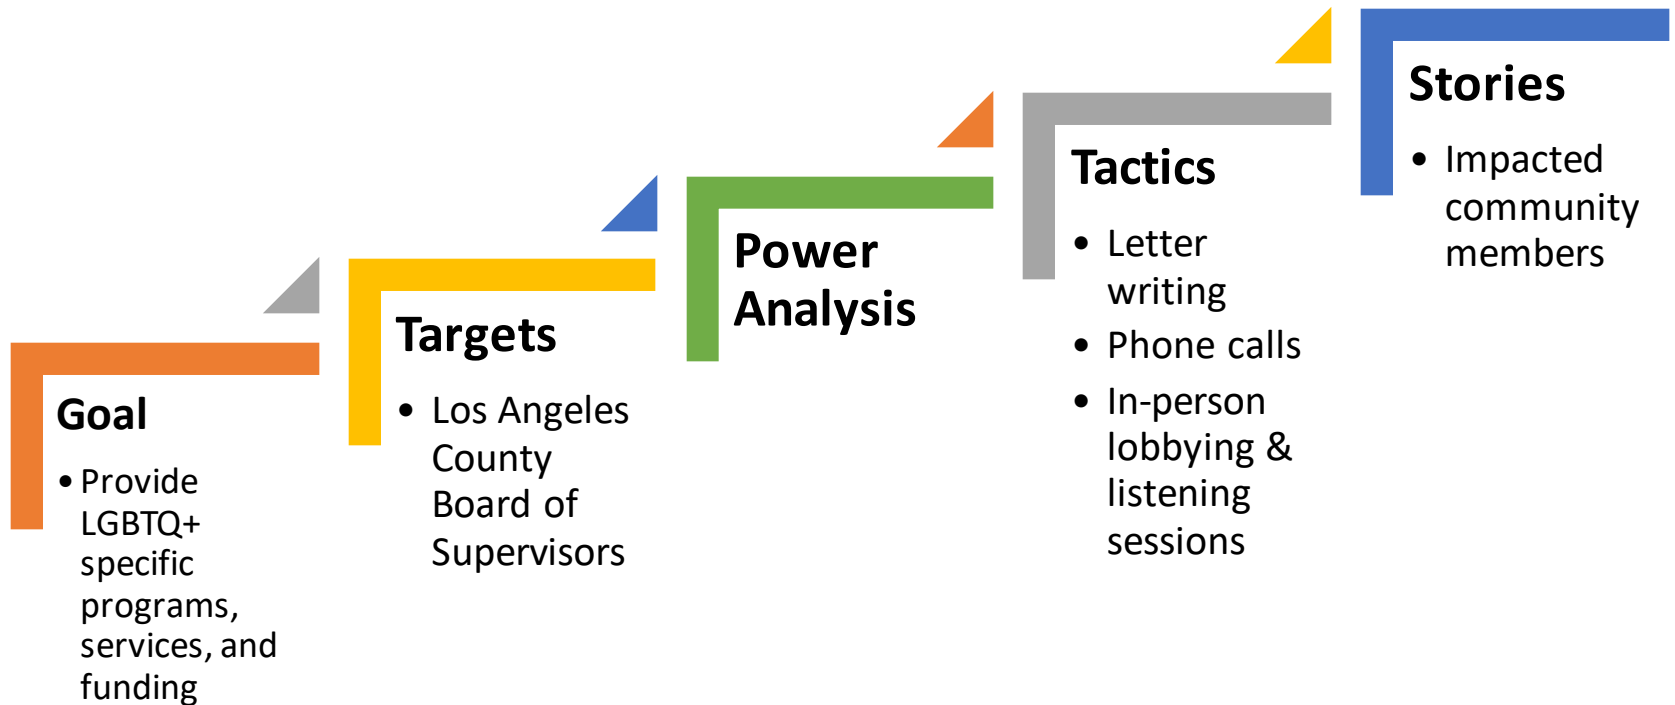 Goal
• Provide
LGBTQ+
specific
programs,
services, and
funding
Targets
• Los Angeles
County
Board of
Supervisors
Power
Analysis
Tactics
• Letter
writing
• Phone calls
• In-person
lobbying &
listening
sessions
Stories
• Impacted
community
members